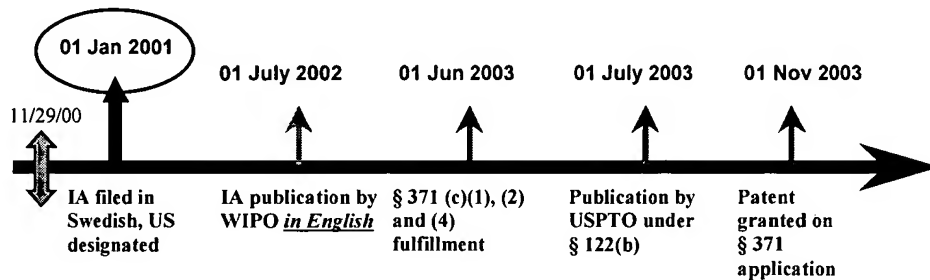 01 Jan 2001
01 July 2002
01 Jun 2003
01 July 2003
01 Nov 2003
11/29/00
IA filed in
Swedish, US
designated
IA publication by
WIPO in English
§ 371 (c)(1), (2)
and (4)
fulfillment
Publication by
USPTO under
§ 122(b)
Patent
granted on
§ 371
application